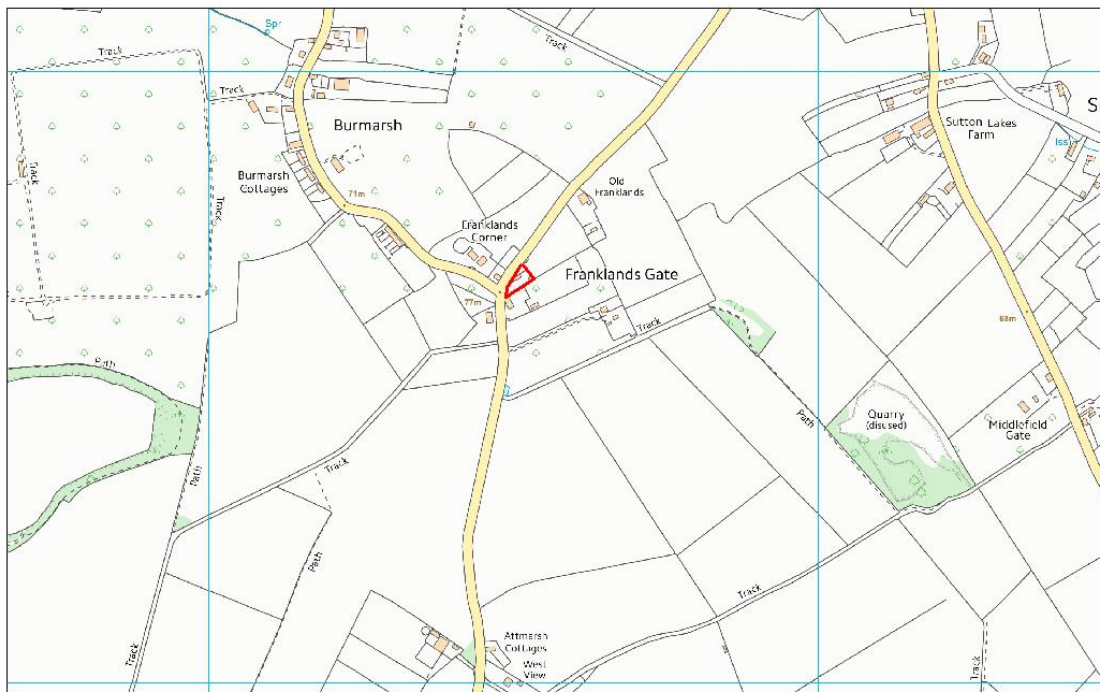 Spr
Track
Track
Track
S
Burmarsh
Sutton Lakes
Farm
Iss
Track
Burmarsh
Cottages
Old
Franklands
71m
Track
Franklands
Corner
Franklands Gate
77m
68m
Track
Path
Quarry
(disused)
Path
Middlefield
Gate
Track
Path
Path
Track
Attmarsh
Cottages
West
View
Track
Track